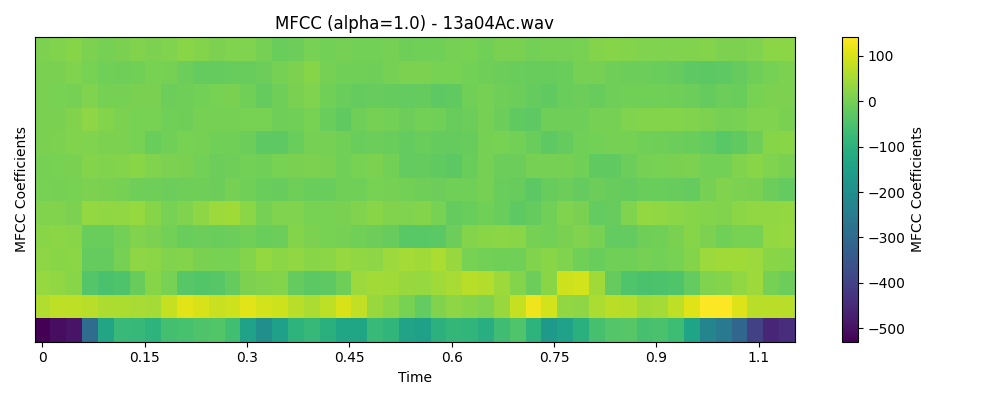 MFCC (alpha=1.0) - 13a04Ac.wav
MFCC Coefficients
0 0.15 0.3 0.45 0.6 0.75 0.9 1.1
Time
100
0
−100
−200
−300
−400
−500
MFCC Coefficients